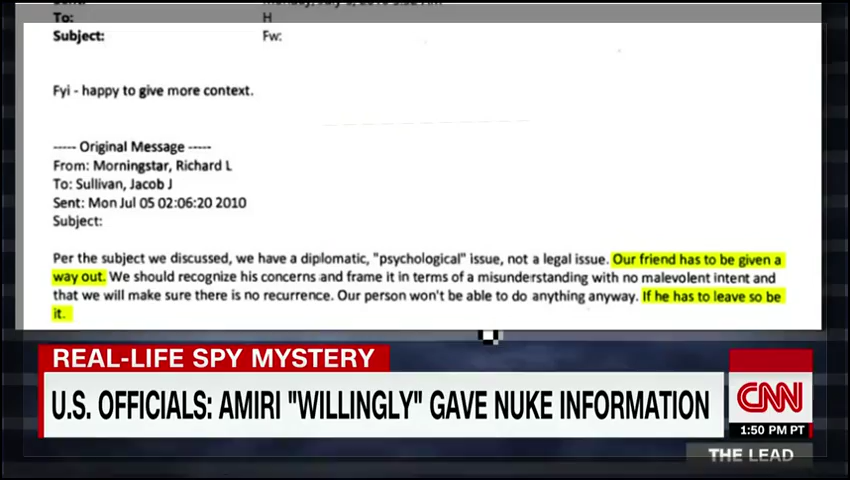 To: H
Subject: Fw:
Fyi - happy to give more context.
----- Original Message -----
From: Morningstar, Richard L
To: Sullivan, Jacob J
Sent: Mon Jul 05 02:06:20 2010
Subject:
Per the subject we discussed, we have a diplomatic, "psychological" issue, not a legal issue. Our friend has to be given a
way out. We should recognize his concerns and frame it in terms of a misunderstanding with no malevolent intent and
that we will make sure there is no recurrence. Our person won't be able to do anything anyway. If he has to leave so be
it.
REAL-LIFE SPY MYSTERY
U.S. OFFICIALS: AMIRI "WILLINGLY" GAVE NUKE INFORMATION
CNN
1:50 PM PT
THE LEAD